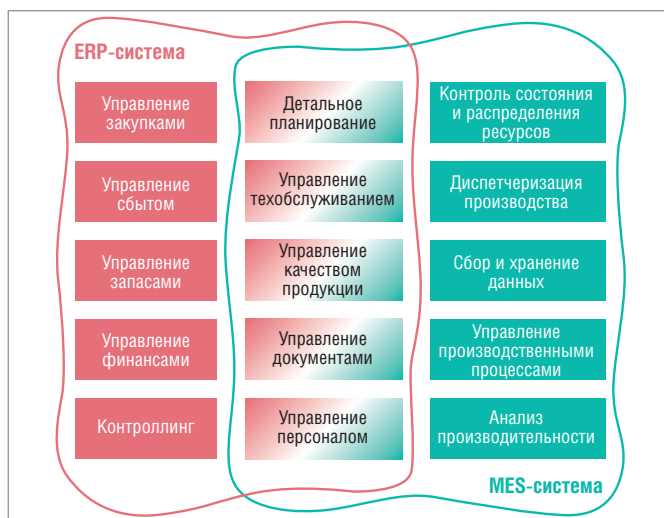 ERP-система
Управление
закупками
Управление
сбытом
Управление
запасами
Управление
финансами
Контроллинг
Детальное
планирование
Управление
техобслуживанием
Управление
качеством
продукции
Управление
документами
Управление
персоналом
Контроль состояния
и распределения
ресурсов
Диспетчеризация
производства
Сбор и хранение
данных
Управление
производственными
процессами
Анализ
производительности
MES-система